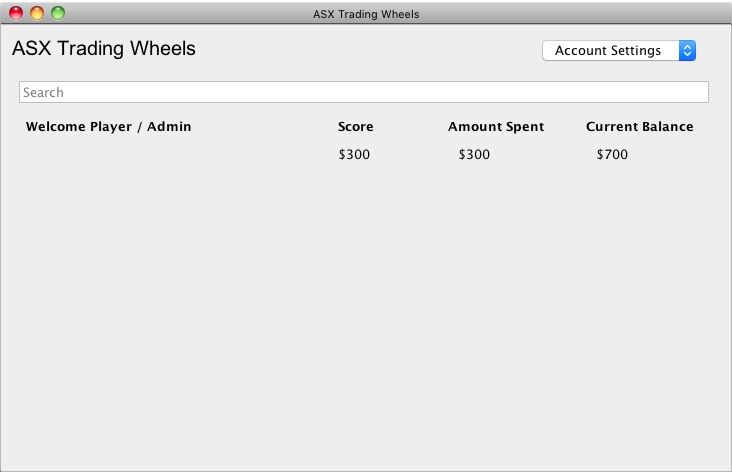 ASX Trading Wheels
ASX Trading Wheels
Account Settings
Search
Welcome Player / Admin Score Amount Spent Current Balance
$300 $300 $700